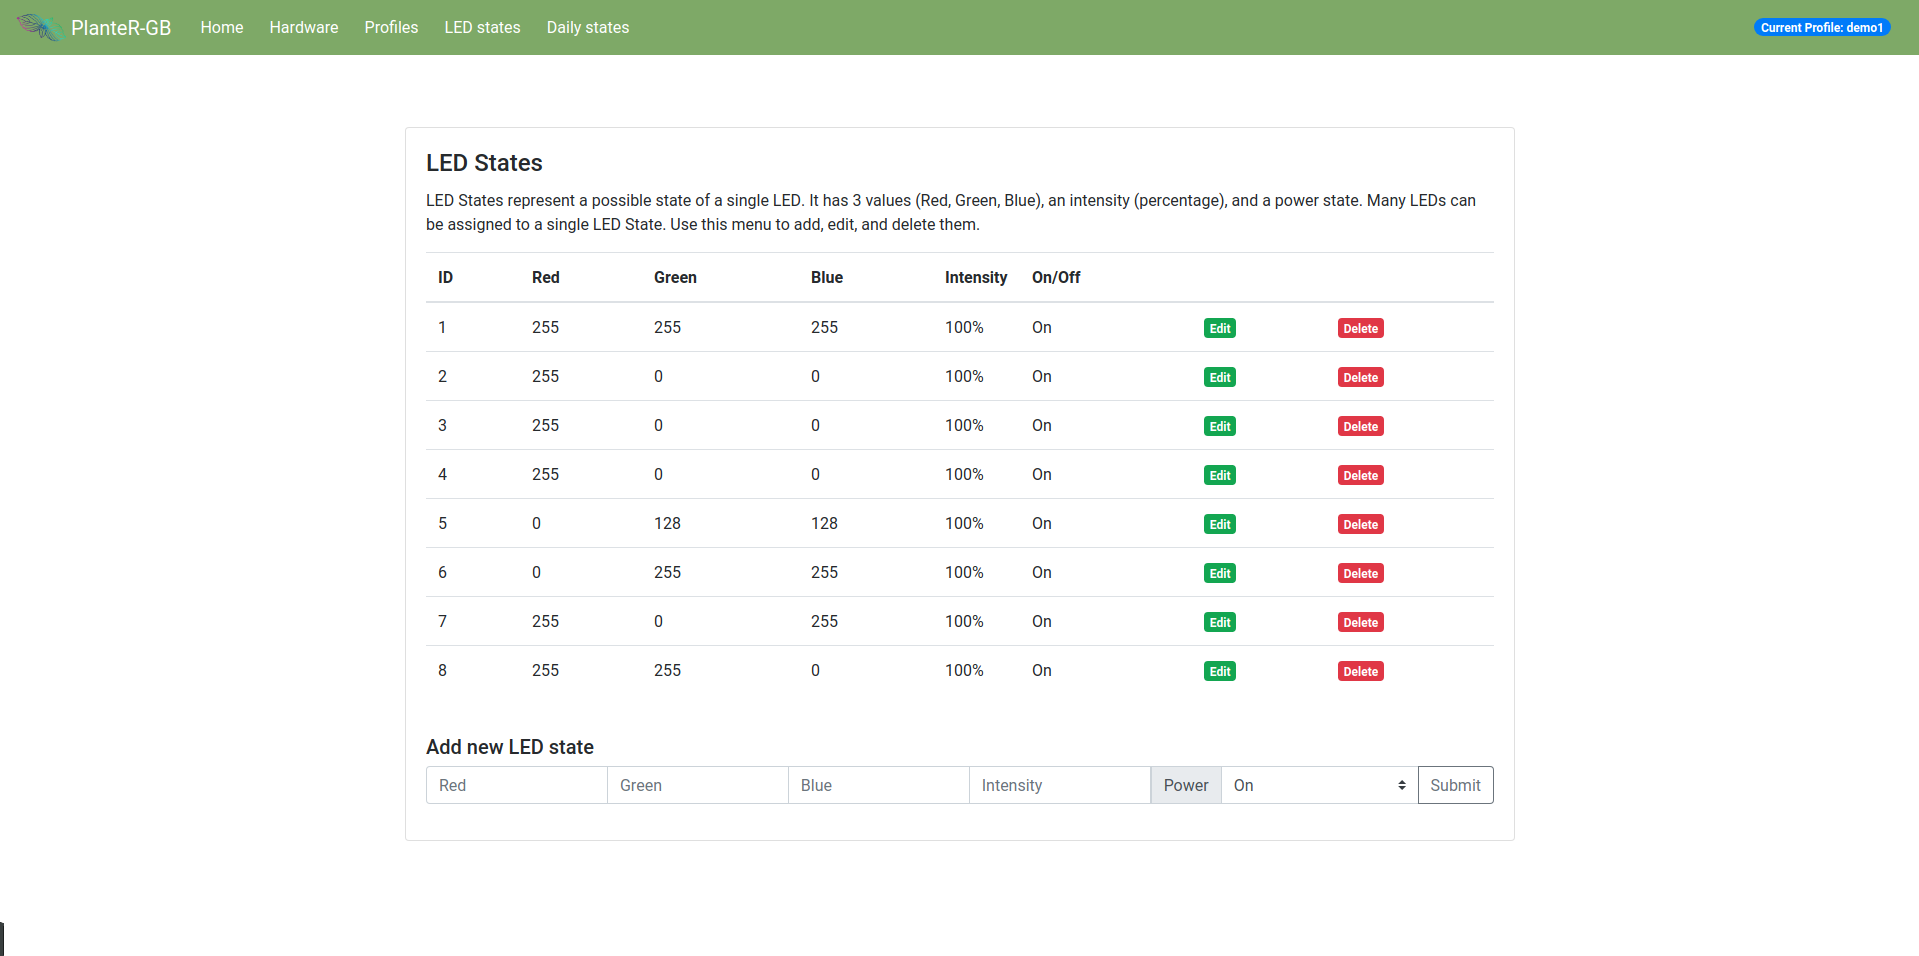 PlanteR-GB Home Hardware Profiles LED states Daily states Current Profile: demo1
LED States
LED States represent a possible state of a single LED. It has 3 values (Red, Green, Blue), an intensity (percentage), and a power state. Many LEDs can
be assigned to a single LED State. Use this menu to add, edit, and delete them.
ID Red Green Blue Intensity On/Off
1 255 255 255 100% On Edit Delete
2 255 0 0 100% On Edit Delete
3 255 0 0 100% On Edit Delete
4 255 0 0 100% On Edit Delete
5 0 128 128 100% On Edit Delete
6 0 255 255 100% On Edit Delete
7 255 0 255 100% On Edit Delete
8 255 255 0 100% On Edit Delete
Add new LED state
Red Green Blue Intensity Power On Submit